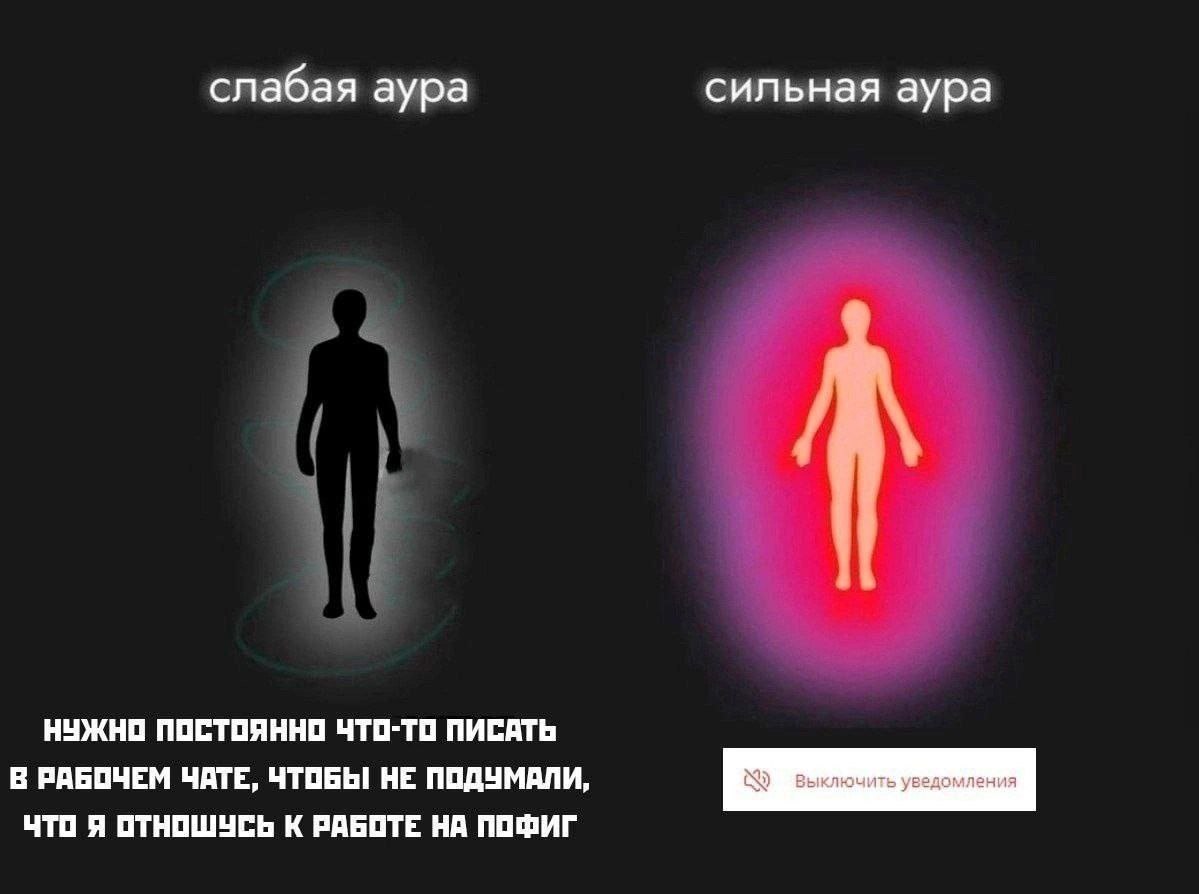 слабая аура
сильная аура
НУЖНО ПОСТОЯННО ЧТО-ТО ПИСАТЬ
В РАБОЧЕМ ЧАТЕ, ЧТОБЫ НЕ ПОДУМАЛИ,
ЧТО Я ОТНОШУСЬ К РАБОТЕ НА ПОФИГ
Выключить уведомления